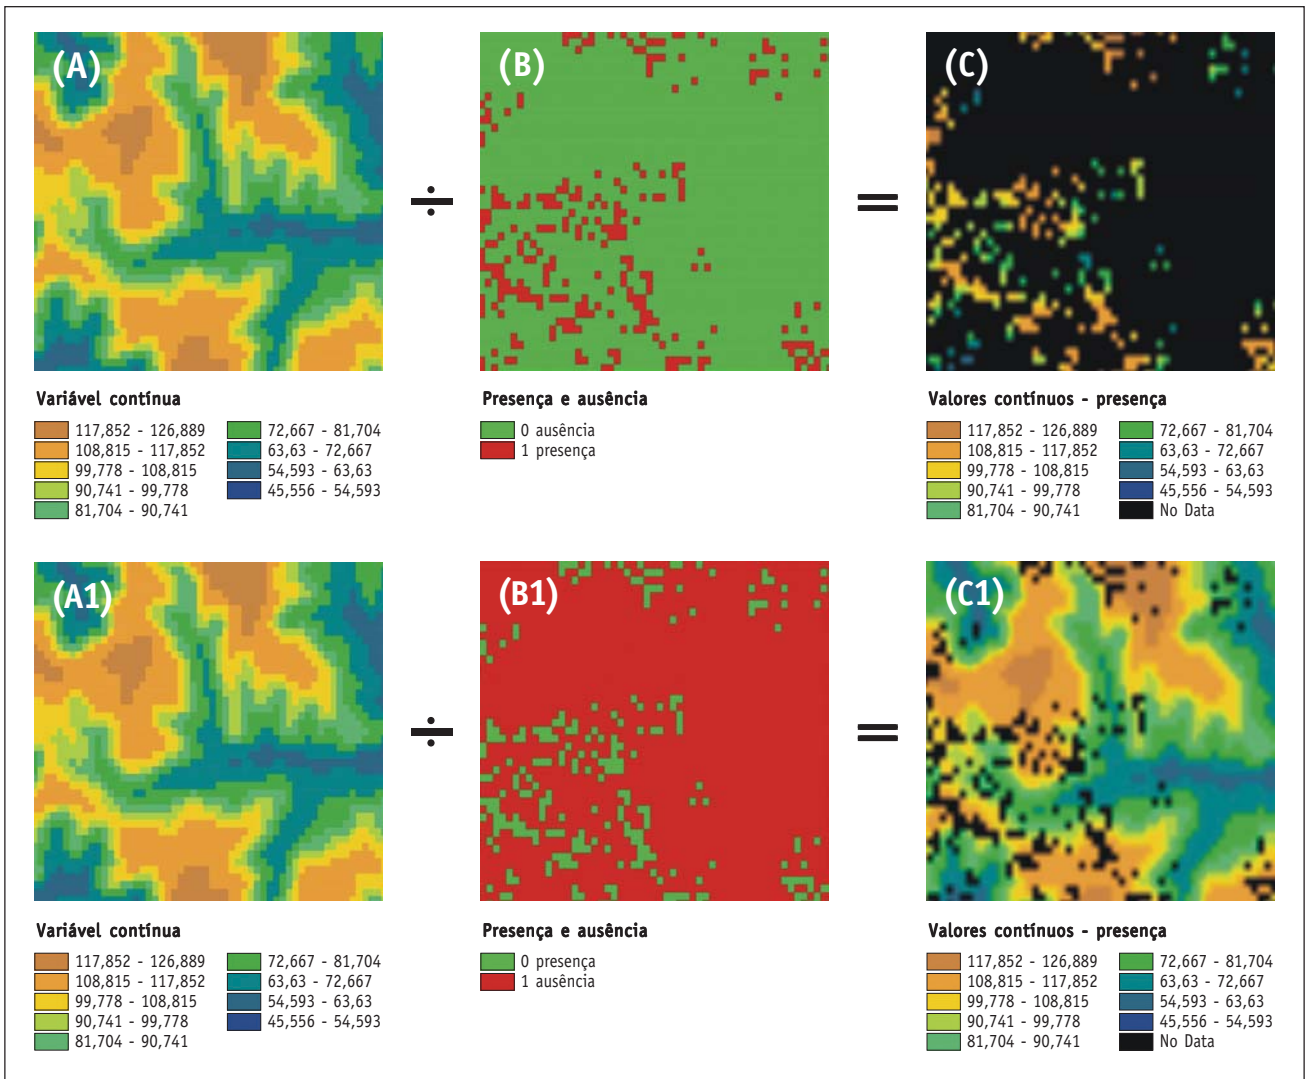 (A)
(B)
(C)
÷
=
Variável contínua
117,852 - 126,889
108,815 - 117,852
99,778 - 108,815
90,741 - 99,778
81,704 - 90,741
72,667 - 81,704
63,63 - 72,667
54,593 - 63,63
45,556 - 54,593
Presença e ausência
0 ausência
1 presença
Valores contínuos - presença
117,852 - 126,889
108,815 - 117,852
99,778 - 108,815
90,741 - 99,778
81,704 - 90,741
72,667 - 81,704
63,63 - 72,667
54,593 - 63,63
45,556 - 54,593
No Data
(A1)
(B1)
(C1)
÷
=
Variável contínua
117,852 - 126,889
108,815 - 117,852
99,778 - 108,815
90,741 - 99,778
81,704 - 90,741
72,667 - 81,704
63,63 - 72,667
54,593 - 63,63
45,556 - 54,593
Presença e ausência
0 presença
1 ausência
Valores contínuos - presença
117,852 - 126,889
108,815 - 117,852
99,778 - 108,815
90,741 - 99,778
81,704 - 90,741
72,667 - 81,704
63,63 - 72,667
54,593 - 63,63
45,556 - 54,593
No Data